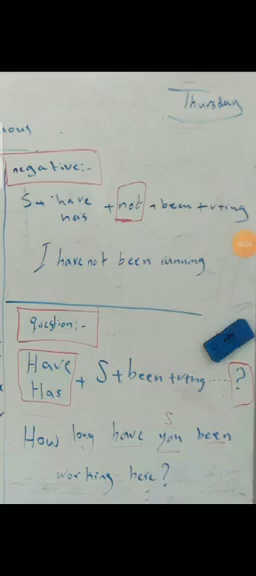 Thursday
nous
negative:-
S + have
has + not + been + v+ing
I have not been running
question:-
Have
Has + S + been + v+ing ..... ?
S
How long have you been
working here?